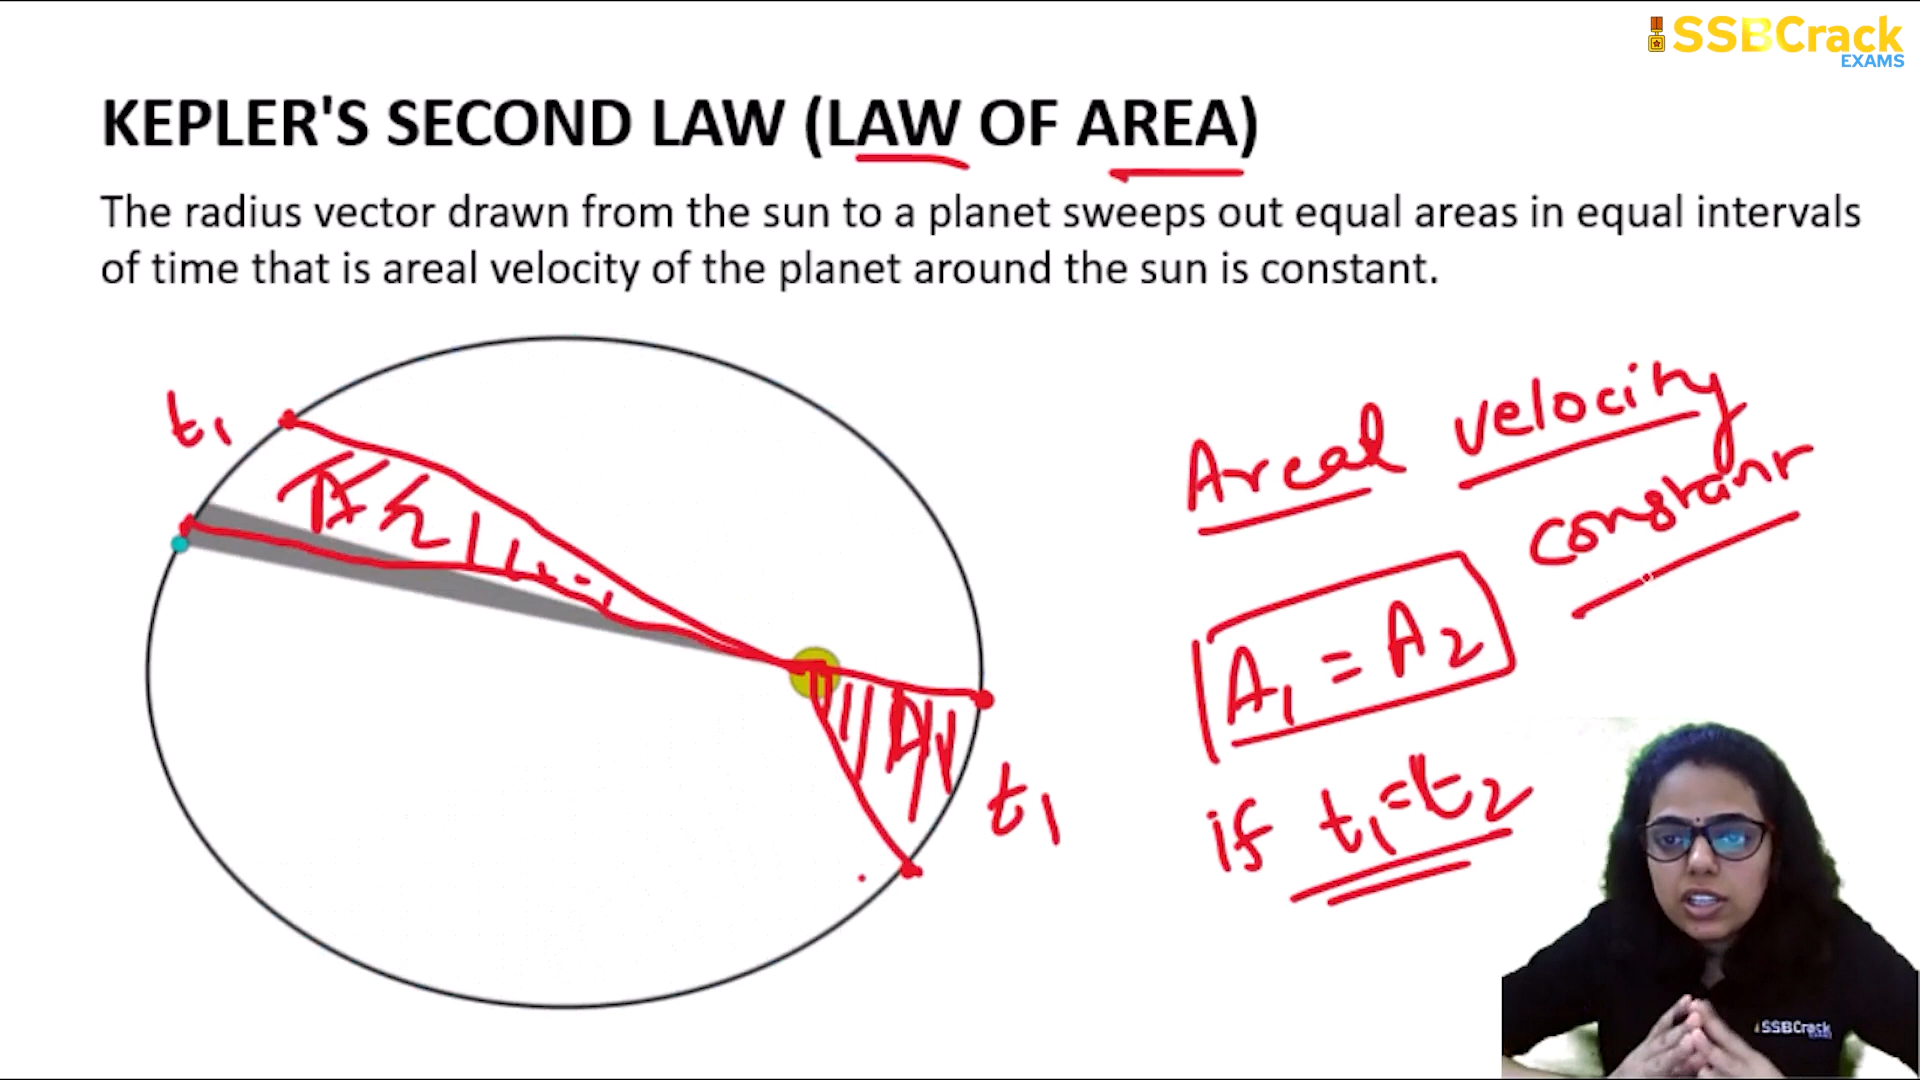 SSBCrack
EXAMS
KEPLER'S SECOND LAW (LAW OF AREA)
The radius vector drawn from the sun to a planet sweeps out equal areas in equal intervals
of time that is areal velocity of the planet around the sun is constant.
t₁
Areal velocity
constant
A₁ = A₂
t₁
if t₁=t₂
SSBCrack
EXAMS